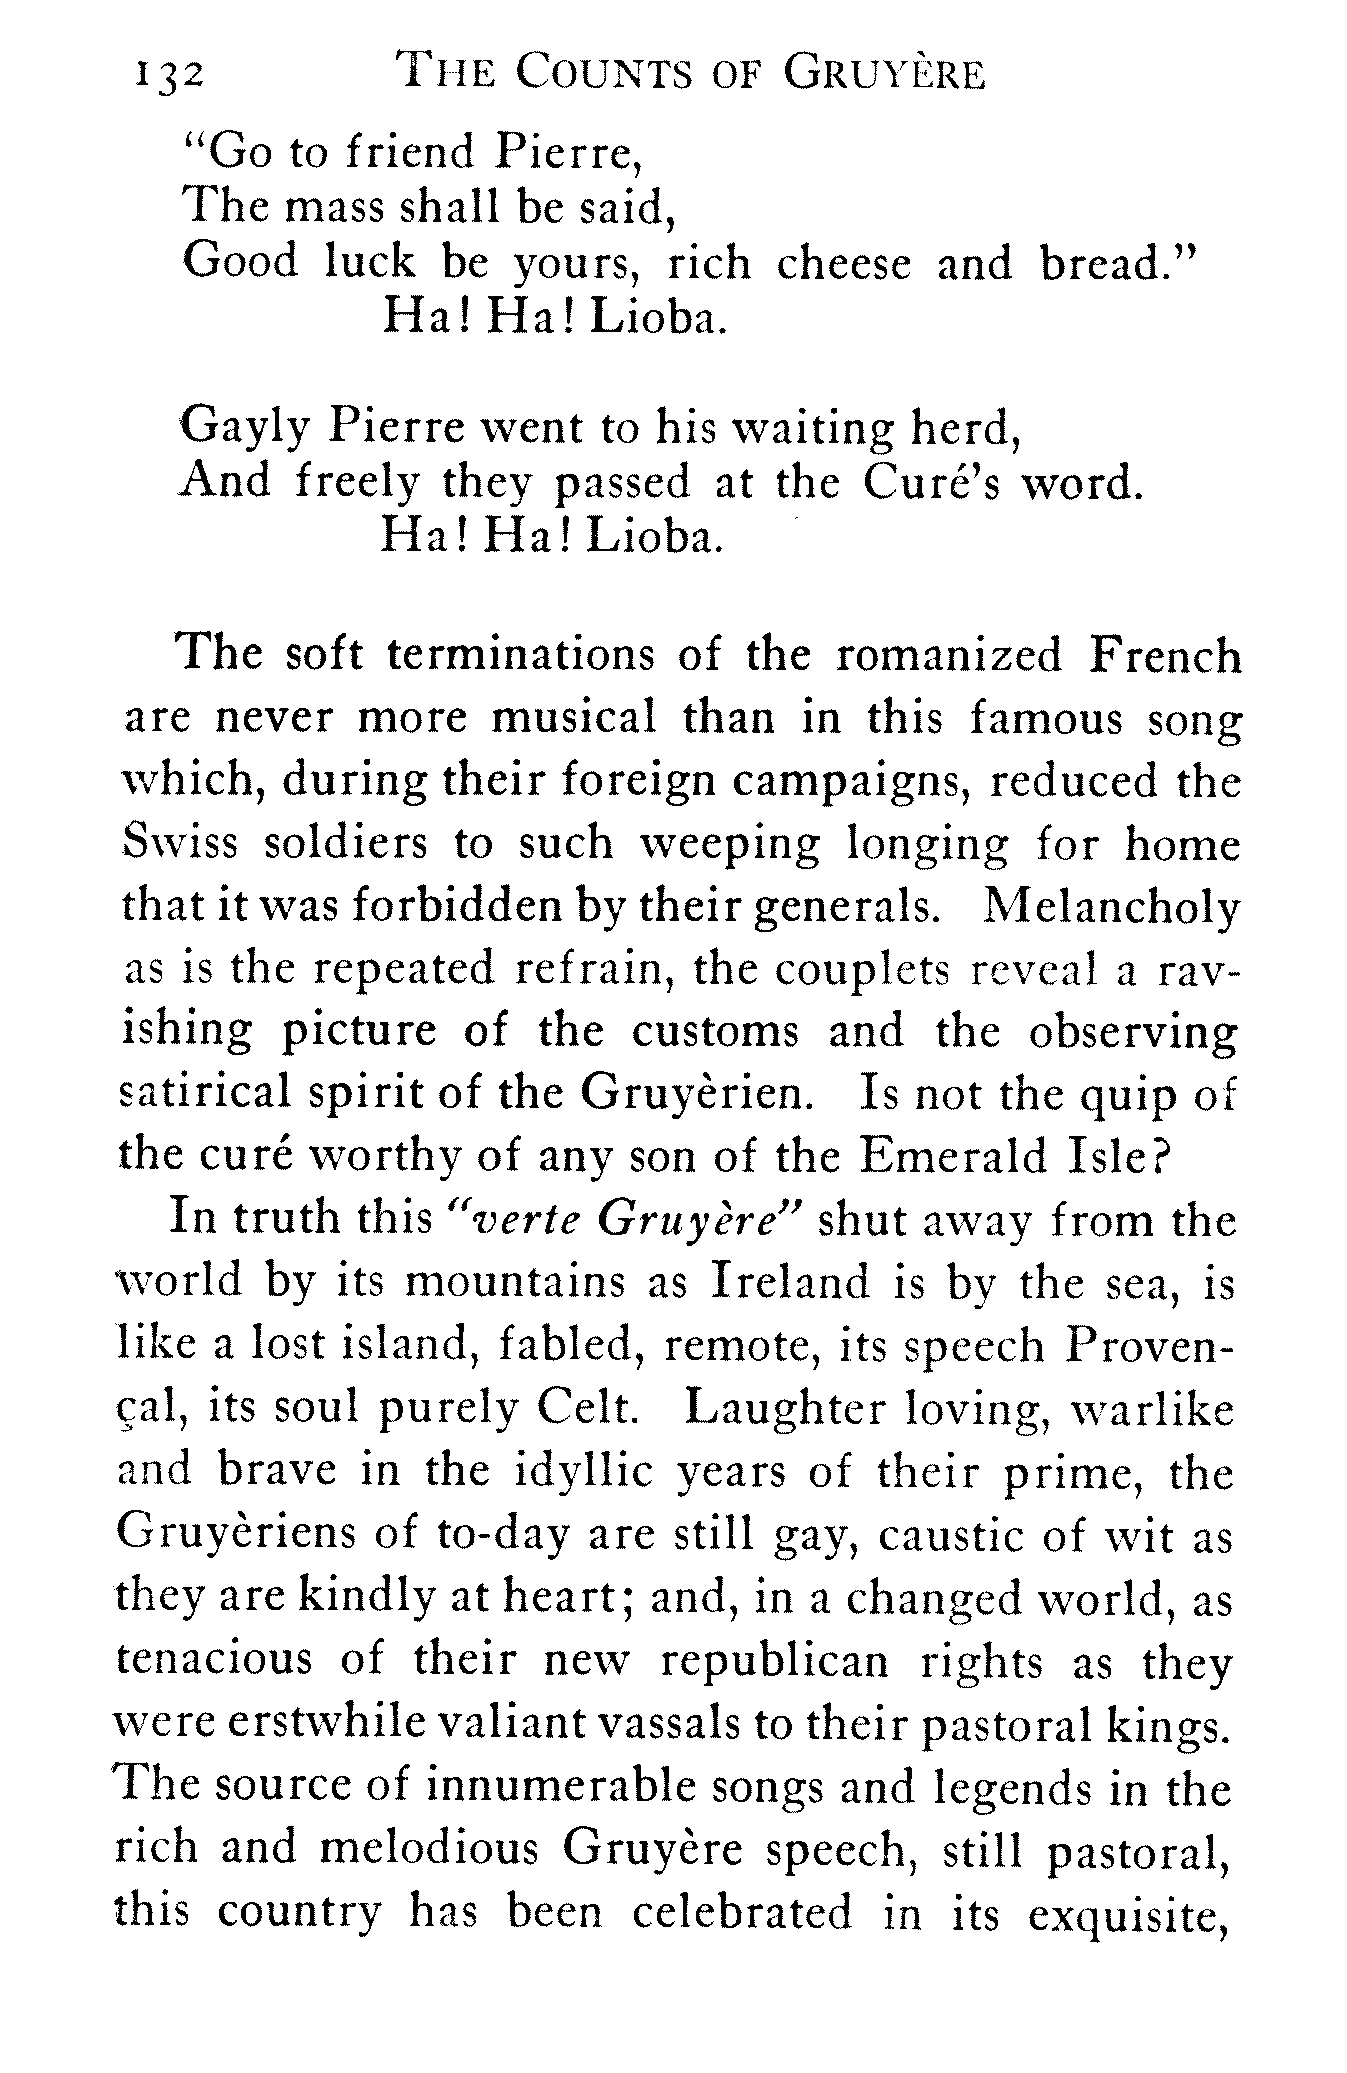 132 THE COUNTS OF GRUYÈRE
"Go to friend Pierre,
The mass shall be said,
Good luck be yours, rich cheese and bread."
Ha! Ha! Lioba.
Gayly Pierre went to his waiting herd,
And freely they passed at the Curé's word.
Ha! Ha! Lioba.
The soft terminations of the romanized French
are never more musical than in this famous song
which, during their foreign campaigns, reduced the
Swiss soldiers to such weeping longing for home
that it was forbidden by their generals. Melancholy
as is the repeated refrain, the couplets reveal a rav-
ishing picture of the customs and the observing
satirical spirit of the Gruyèrien. Is not the quip of
the curé worthy of any son of the Emerald Isle?
In truth this "verte Gruyère" shut away from the
world by its mountains as Ireland is by the sea, is
like a lost island, fabled, remote, its speech Proven-
çal, its soul purely Celt. Laughter loving, warlike
and brave in the idyllic years of their prime, the
Gruyèriens of to-day are still gay, caustic of wit as
they are kindly at heart; and, in a changed world, as
tenacious of their new republican rights as they
were erstwhile valiant vassals to their pastoral kings.
The source of innumerable songs and legends in the
rich and melodious Gruyère speech, still pastoral,
this country has been celebrated in its exquisite,